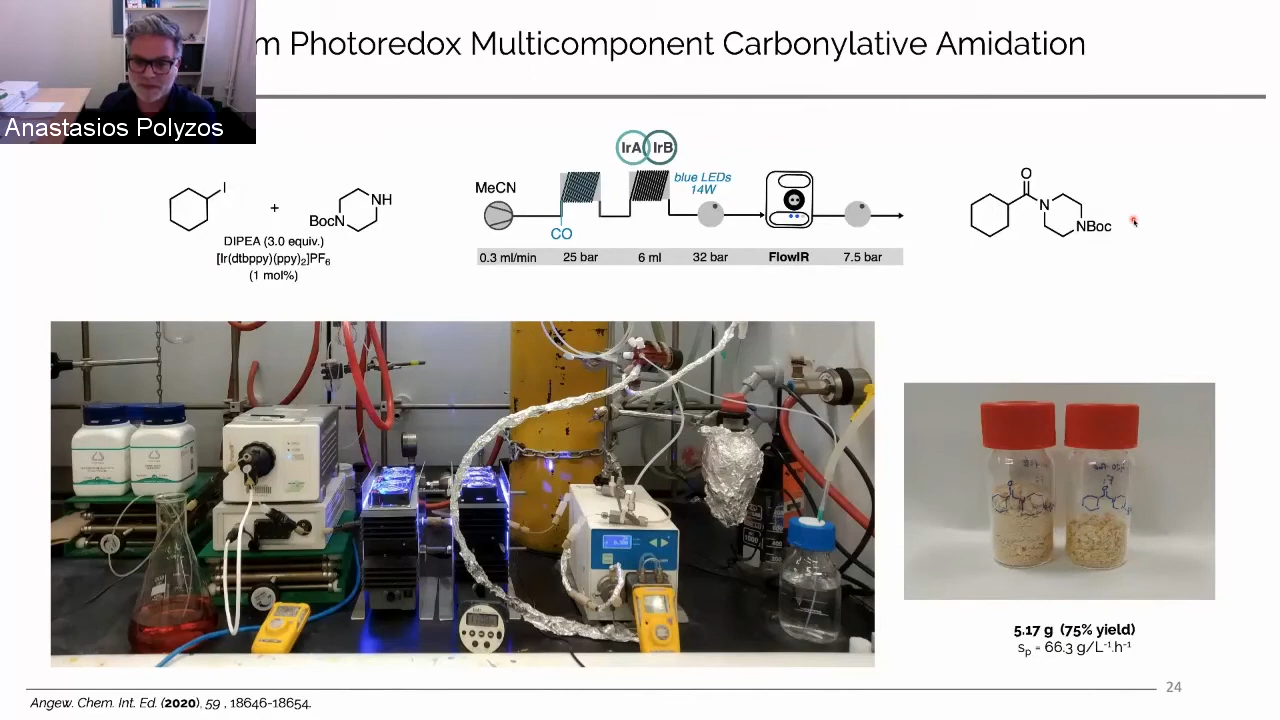 m Photoredox Multicomponent Carbonylative Amidation
Anastasios Polyzos
I
+
NH
BocN
DIPEA (3.0 equiv.)
[Ir(dtbppy)(ppy)₂]PF₆
(1 mol%)
IrA IrB
MeCN
blue LEDs
14W
CO
0.3 ml/min 25 bar 6 ml 32 bar FlowIR 7.5 bar
O
N
NBoc
5.17 g (75% yield)
sₚ = 66.3 g/L⁻¹.h⁻¹
24
Angew. Chem. Int. Ed. (2020), 59 , 18646-18654.